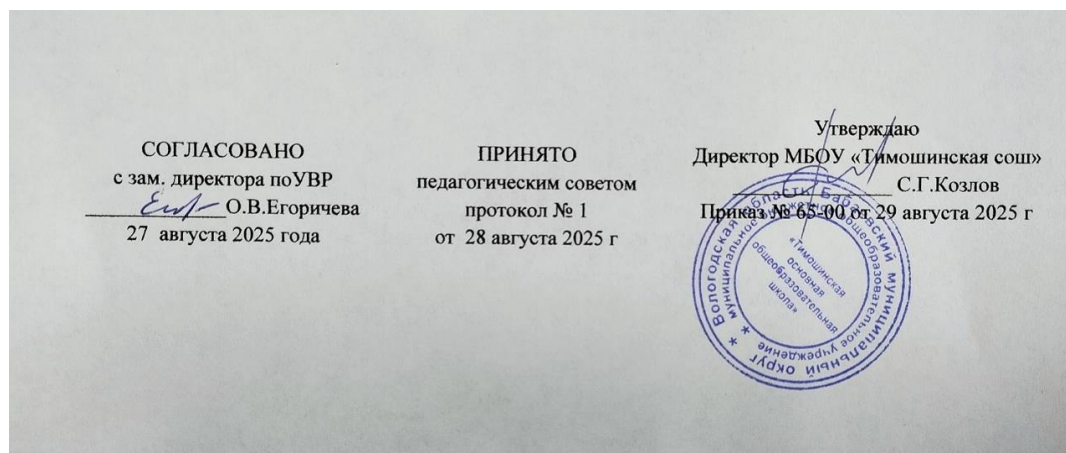 СОГЛАСОВАНО
с зам. директора поУВР
О.В.Егоричева
27 августа 2025 года
ПРИНЯТО
педагогическим советом
протокол № 1
от 28 августа 2025 г
Утверждаю
Директор МБОУ «Тимошинская сош»
С.Г.Козлов
Приказ № 65-00 от 29 августа 2025 г
* Вологодская область Бабаевский муниципальный округ
* муниципальное бюджетное общеобразовательное учреждение
«Тимошинская
основная
общеобразовательная
школа»